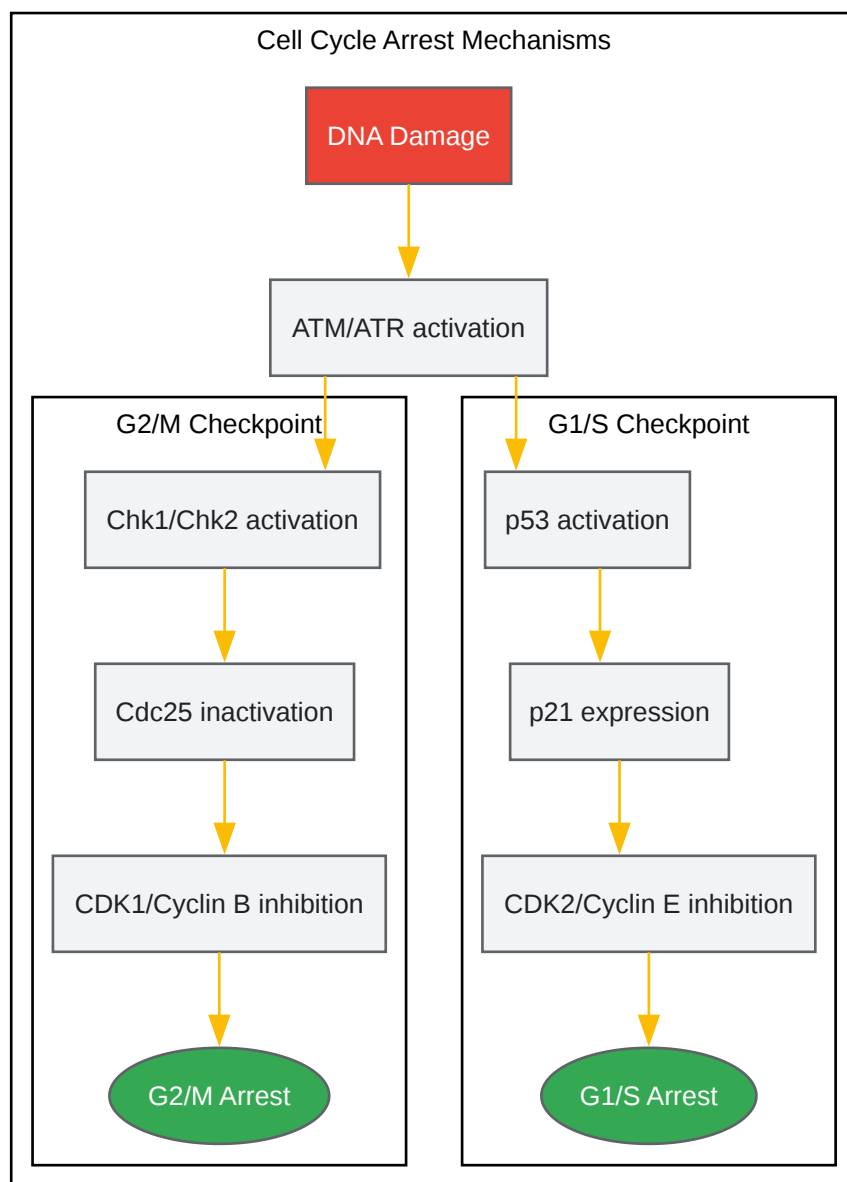 Cell Cycle Arrest Mechanisms
DNA Damage
ATM/ATR activation
G2/M Checkpoint
Chk1/Chk2 activation
Cdc25 inactivation
CDK1/Cyclin B inhibition
G2/M Arrest
G1/S Checkpoint
p53 activation
p21 expression
CDK2/Cyclin E inhibition
G1/S Arrest